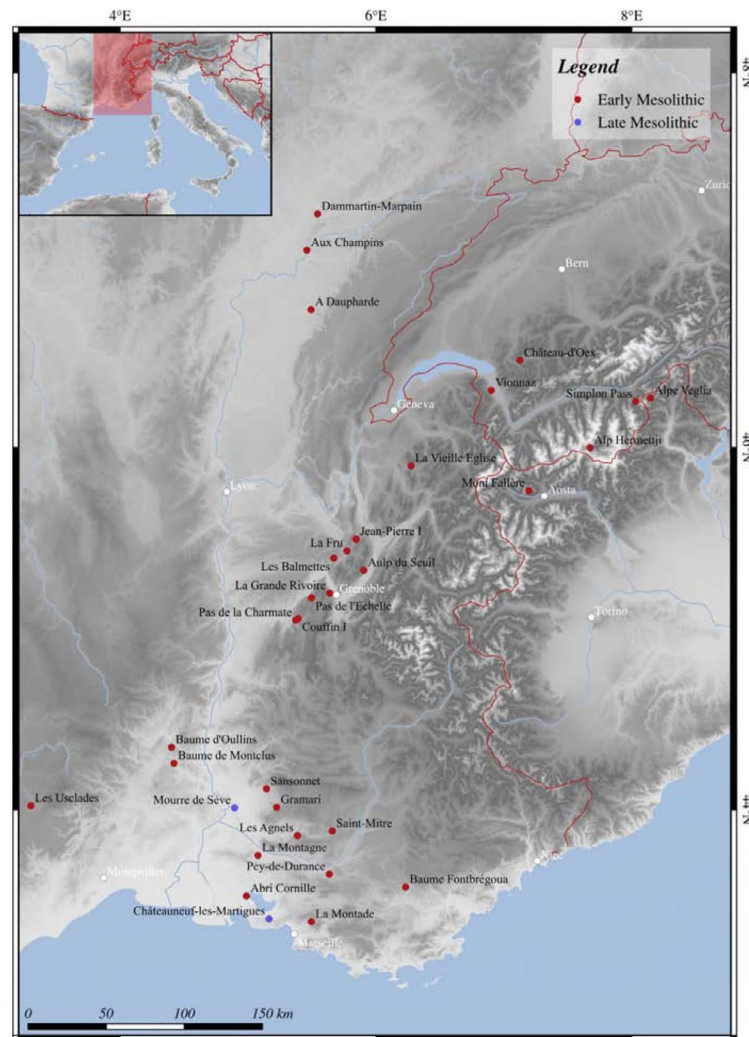 4°E 6°E 8°E
Legend
Early Mesolithic
Late Mesolithic
Dammartin-Marpain
Aux Champins
Bern
A Daupharde
Château-d'Oex
Vionnaz
Simplon Pass
Alpe Veglia
Geneva
Alp Hermettji
La Vieille Eglise
Lyon
Mont Fallère
Aosta
Jean-Pierre I
La Fru
Les Balmettes
Aulp du Seuil
La Grande Rivoire
Grenoble
Pas de l'Echelle
Pas de la Charmate
Couffin I
Torino
Baume d'Oullins
Baume de Montclus
Sansonnet
Les Usclades
Mourre de Sève
Gramari
Saint-Mitre
Les Agnels
La Montagne
Nice
Pey-de-Durance
Montpellier
Baume Fontbrégoua
Abri Cornille
Châteauneuf-les-Martigues
La Montade
Marseille
0 50 100 150 km